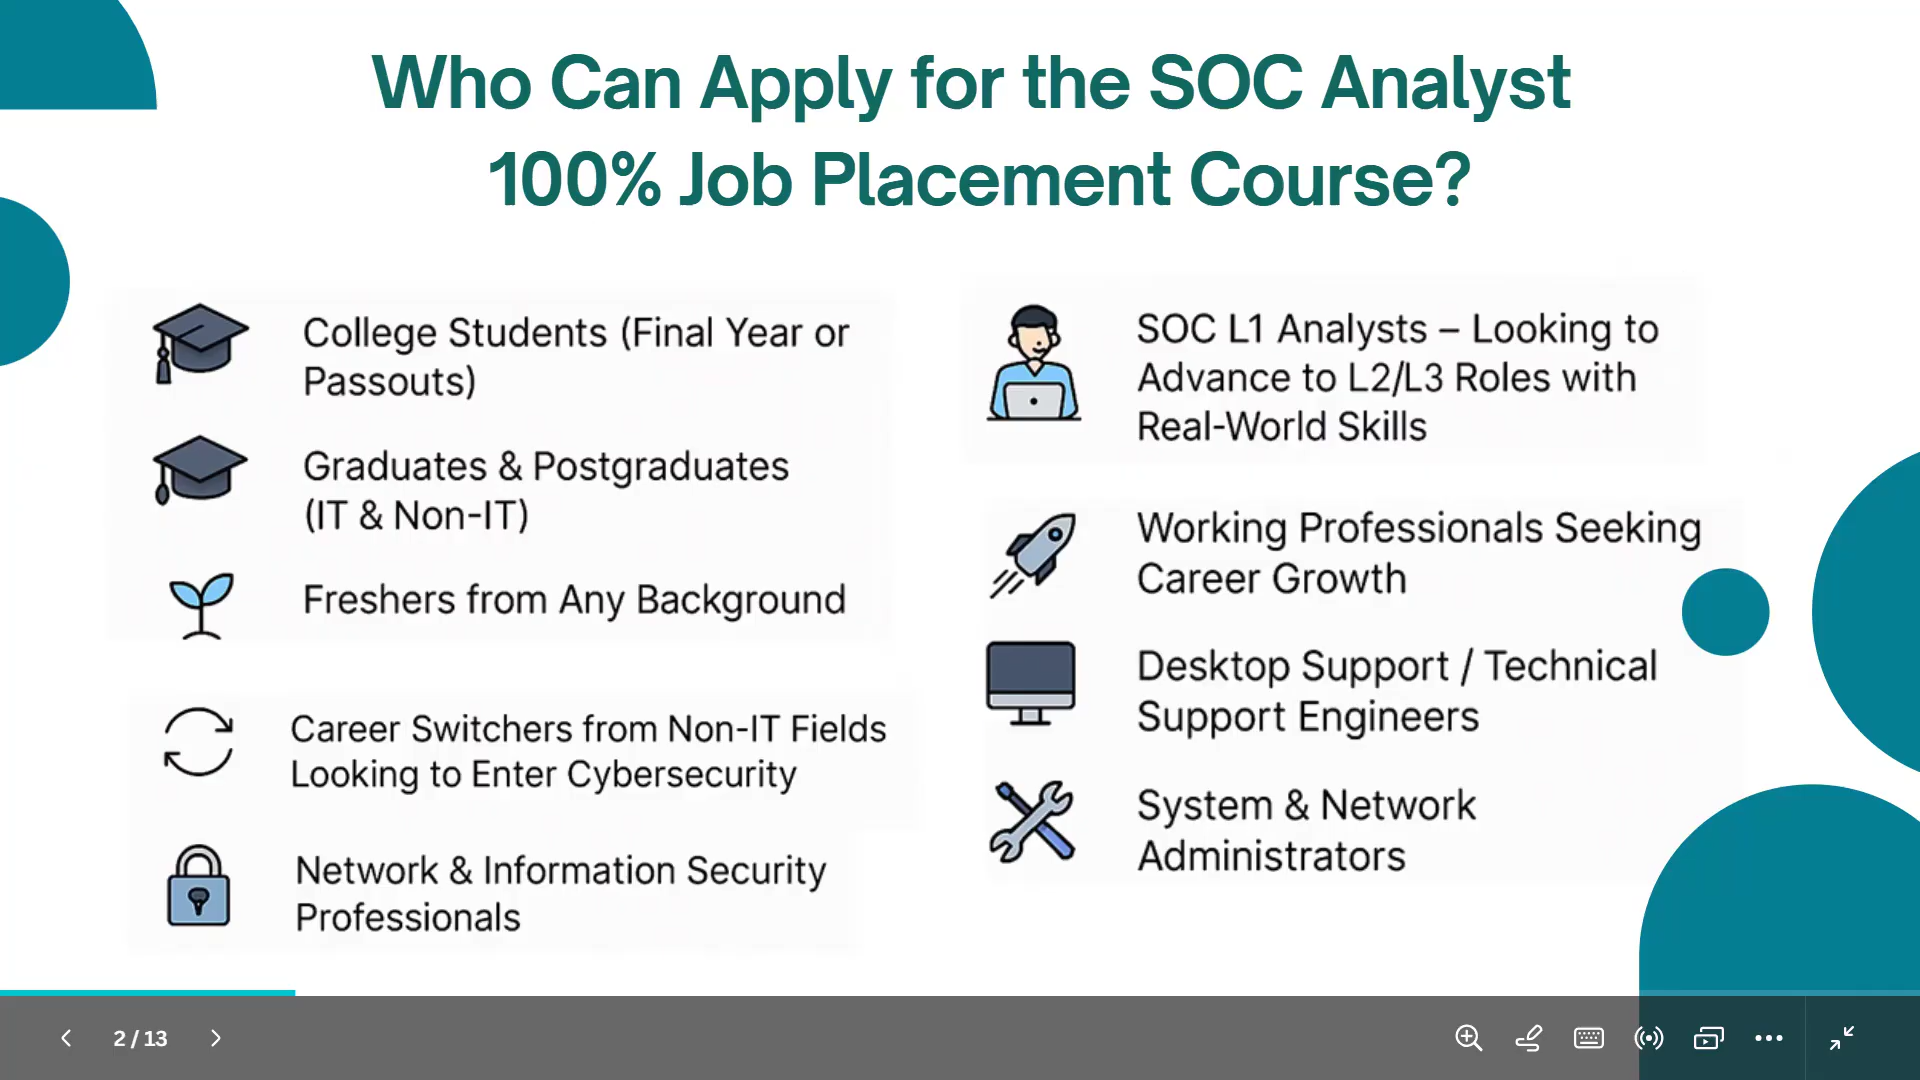 Who Can Apply for the SOC Analyst
100% Job Placement Course?
College Students (Final Year or
Passouts)
Graduates & Postgraduates
(IT & Non-IT)
Freshers from Any Background
Career Switchers from Non-IT Fields
Looking to Enter Cybersecurity
Network & Information Security
Professionals
SOC L1 Analysts – Looking to
Advance to L2/L3 Roles with
Real-World Skills
Working Professionals Seeking
Career Growth
Desktop Support / Technical
Support Engineers
System & Network
Administrators
2 / 13